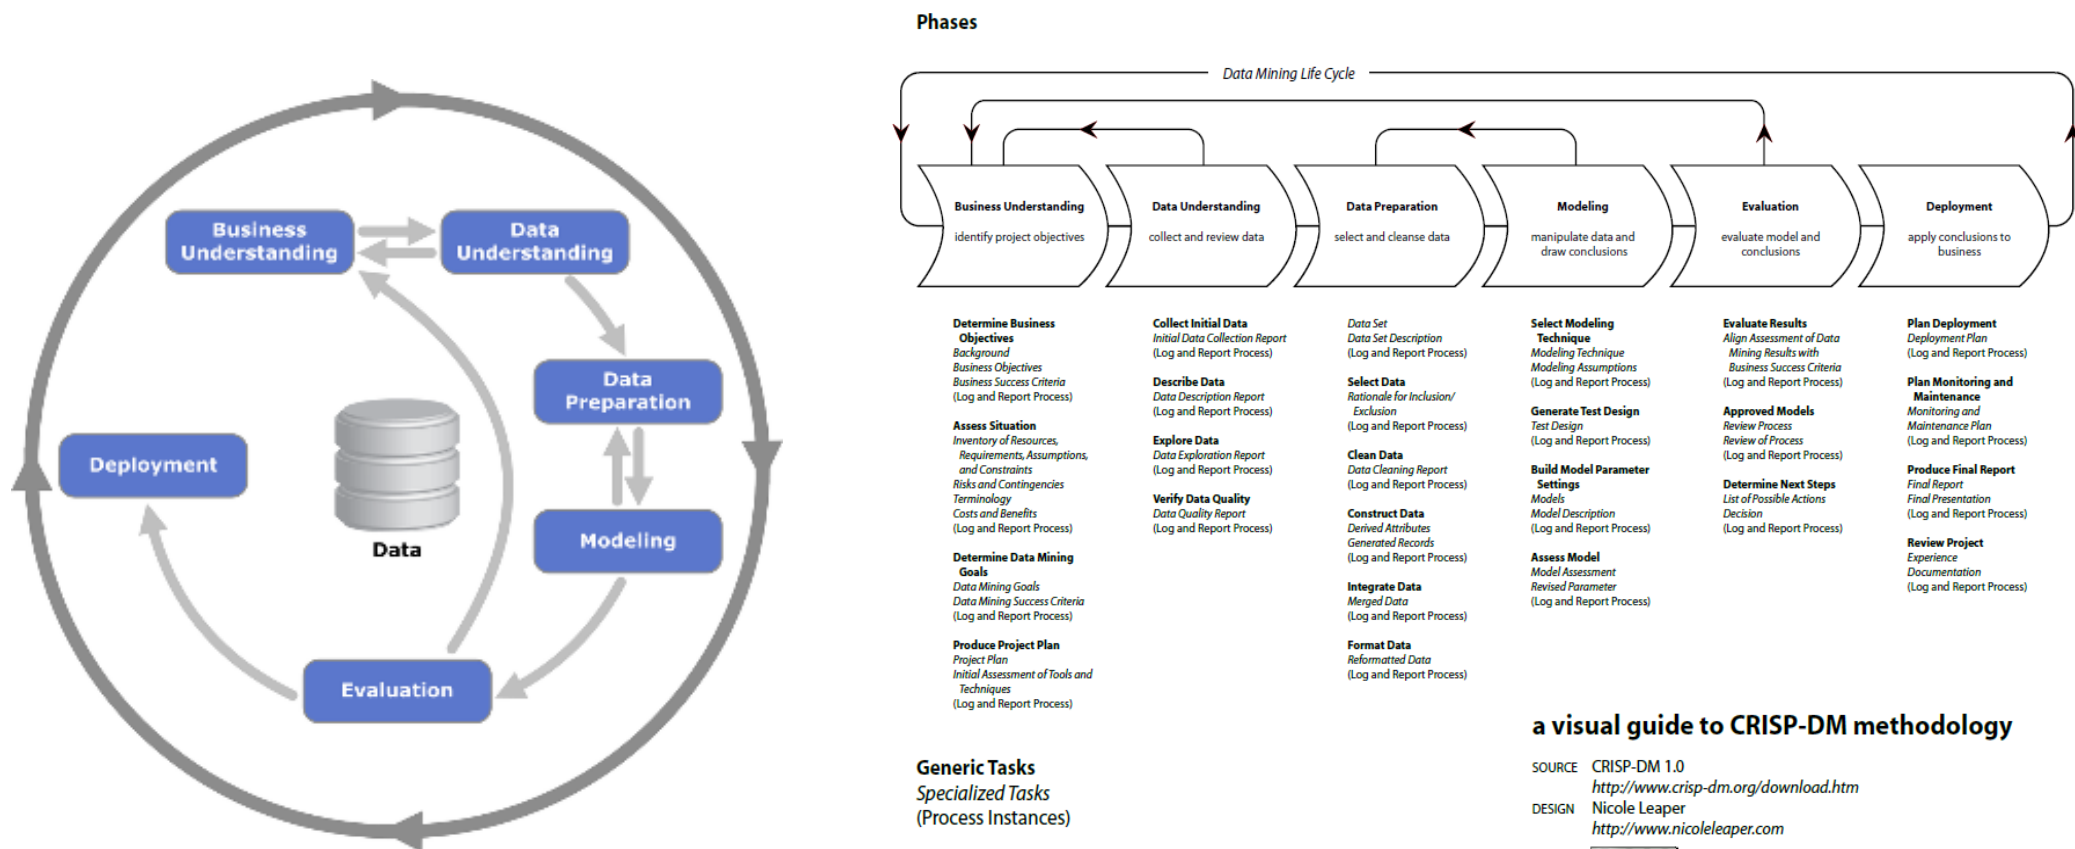 Business
Understanding
Data
Understanding
Data
Preparation
Deployment
Data
Modeling
Evaluation
Phases
Data Mining Life Cycle
Business Understanding
identify project objectives
Data Understanding
collect and review data
Data Preparation
select and cleanse data
Modeling
manipulate data and
draw conclusions
Evaluation
evaluate model and
conclusions
Deployment
apply conclusions to
business
Determine Business
Objectives
Background
Business Objectives
Business Success Criteria
(Log and Report Process)
Assess Situation
Inventory of Resources,
Requirements, Assumptions,
and Constraints
Risks and Contingencies
Terminology
Costs and Benefits
(Log and Report Process)
Determine Data Mining
Goals
Data Mining Goals
Data Mining Success Criteria
(Log and Report Process)
Produce Project Plan
Project Plan
Initial Assessment of Tools and
Techniques
(Log and Report Process)
Collect Initial Data
Initial Data Collection Report
(Log and Report Process)
Describe Data
Data Description Report
(Log and Report Process)
Explore Data
Data Exploration Report
(Log and Report Process)
Verify Data Quality
Data Quality Report
(Log and Report Process)
Data Set
Data Set Description
(Log and Report Process)
Select Data
Rationale for Inclusion/
Exclusion
(Log and Report Process)
Clean Data
Data Cleaning Report
(Log and Report Process)
Construct Data
Derived Attributes
Generated Records
(Log and Report Process)
Integrate Data
Merged Data
(Log and Report Process)
Format Data
Reformatted Data
(Log and Report Process)
Select Modeling
Technique
Modeling Technique
Modeling Assumptions
(Log and Report Process)
Generate Test Design
Test Design
(Log and Report Process)
Build Model Parameter
Settings
Models
Model Description
(Log and Report Process)
Assess Model
Model Assessment
Revised Parameter
(Log and Report Process)
Evaluate Results
Align Assessment of Data
Mining Results with
Business Success Criteria
(Log and Report Process)
Approved Models
Review Process
Review of Process
(Log and Report Process)
Determine Next Steps
List of Possible Actions
Decision
(Log and Report Process)
Plan Deployment
Deployment Plan
(Log and Report Process)
Plan Monitoring and
Maintenance
Monitoring and
Maintenance Plan
(Log and Report Process)
Produce Final Report
Final Report
Final Presentation
(Log and Report Process)
Review Project
Experience
Documentation
(Log and Report Process)
Generic Tasks
Specialized Tasks
(Process Instances)
a visual guide to CRISP-DM methodology
SOURCE CRISP-DM 1.0
http://www.crisp-dm.org/download.htm
DESIGN Nicole Leaper
http://www.nicoleleaper.com